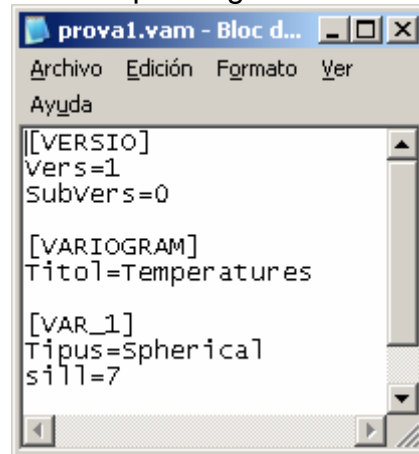 prova1.vam - Bloc d...
Archivo Edición Formato Ver
Ayuda
[VERSIO]
Vers=1
SubVers=0
[VARIOGRAM]
Titol=Temperatures
[VAR_1]
Tipus=Spherical
sill=7